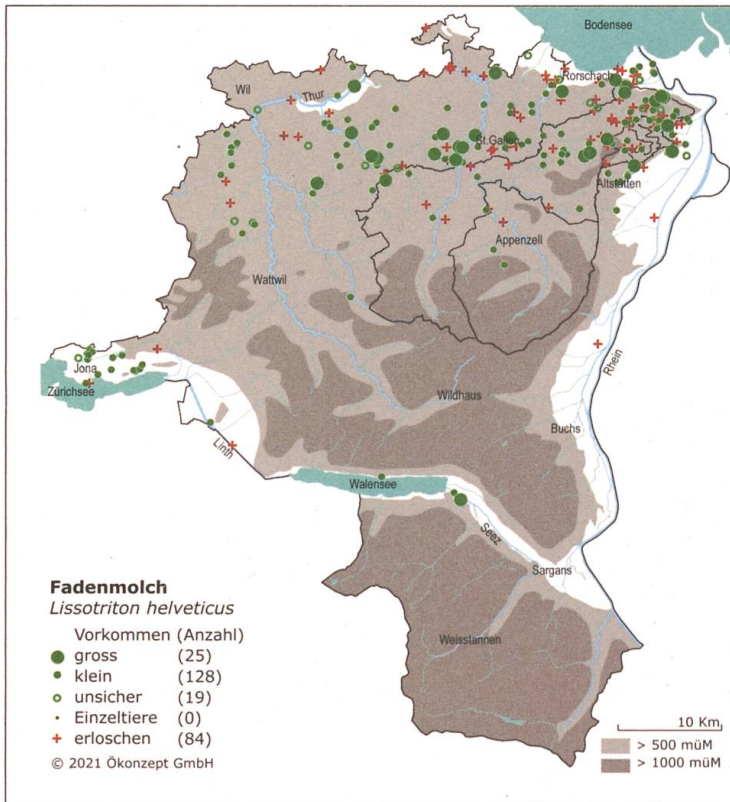 Bodensee
Rorschach
Wil
Thur
St.Gallen
Altstätten
Appenzell
Wattwil
Jona
Zürichsee
Wildhaus
Rhein
Buchs
Linth
Walensee
Seez
Sargans
Weisstannen
Fadenmolch
Lissotriton helveticus
Vorkommen (Anzahl)
gross (25)
klein (128)
unsicher (19)
Einzeltiere (0)
erloschen (84)
© 2021 Ökonzept GmbH
10 Km
> 500 müM
> 1000 müM